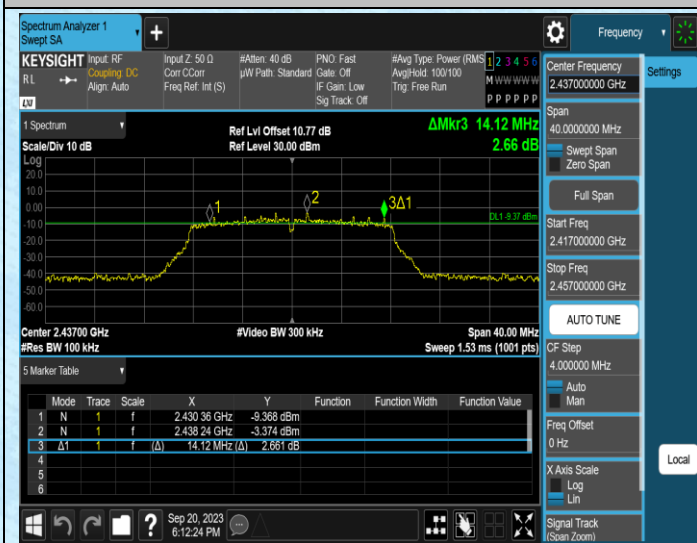 Spectrum Analyzer 1
Swept SA
Frequency
KEYSIGHT
RL
LXI
Input: RF
Coupling: DC
Align: Auto
Input Z: 50 Ω
Corr CCorr
Freq Ref: Int (S)
#Atten: 40 dB
µW Path: Standard
PNO: Fast
Gate: Off
IF Gain: Low
Sig Track: Off
#Avg Type: Power (RMS
Avg|Hold: 100/100
Trig: Free Run
1 2 3 4 5 6
M W W W W W
P P P P P P
1 Spectrum
Scale/Div 10 dB
Ref Lvl Offset 10.77 dB
Ref Level 30.00 dBm
ΔMkr3 14.12 MHz
2.66 dB
Log
20.0
10.0
0.00
-10.0
-20.0
-30.0
-40.0
-50.0
-60.0
1
2
3Δ1
DL1 -9.37 dBm
Center 2.43700 GHz
#Res BW 100 kHz
#Video BW 300 kHz
Span 40.00 MHz
Sweep 1.53 ms (1001 pts)
5 Marker Table
Mode Trace Scale X Y Function Function Width Function Value
1 N 1 f 2.430 36 GHz -9.368 dBm
2 N 1 f 2.438 24 GHz -3.374 dBm
3 Δ1 1 f (Δ) 14.12 MHz (Δ) 2.661 dB
4
5
6
Sep 20, 2023
6:12:24 PM
Center Frequency
2.437000000 GHz
Span
40.0000000 MHz
Swept Span
Zero Span
Full Span
Start Freq
2.417000000 GHz
Stop Freq
2.457000000 GHz
AUTO TUNE
CF Step
4.000000 MHz
Auto
Man
Freq Offset
0 Hz
X Axis Scale
Log
Lin
Signal Track
(Span Zoom)
Settings
Local